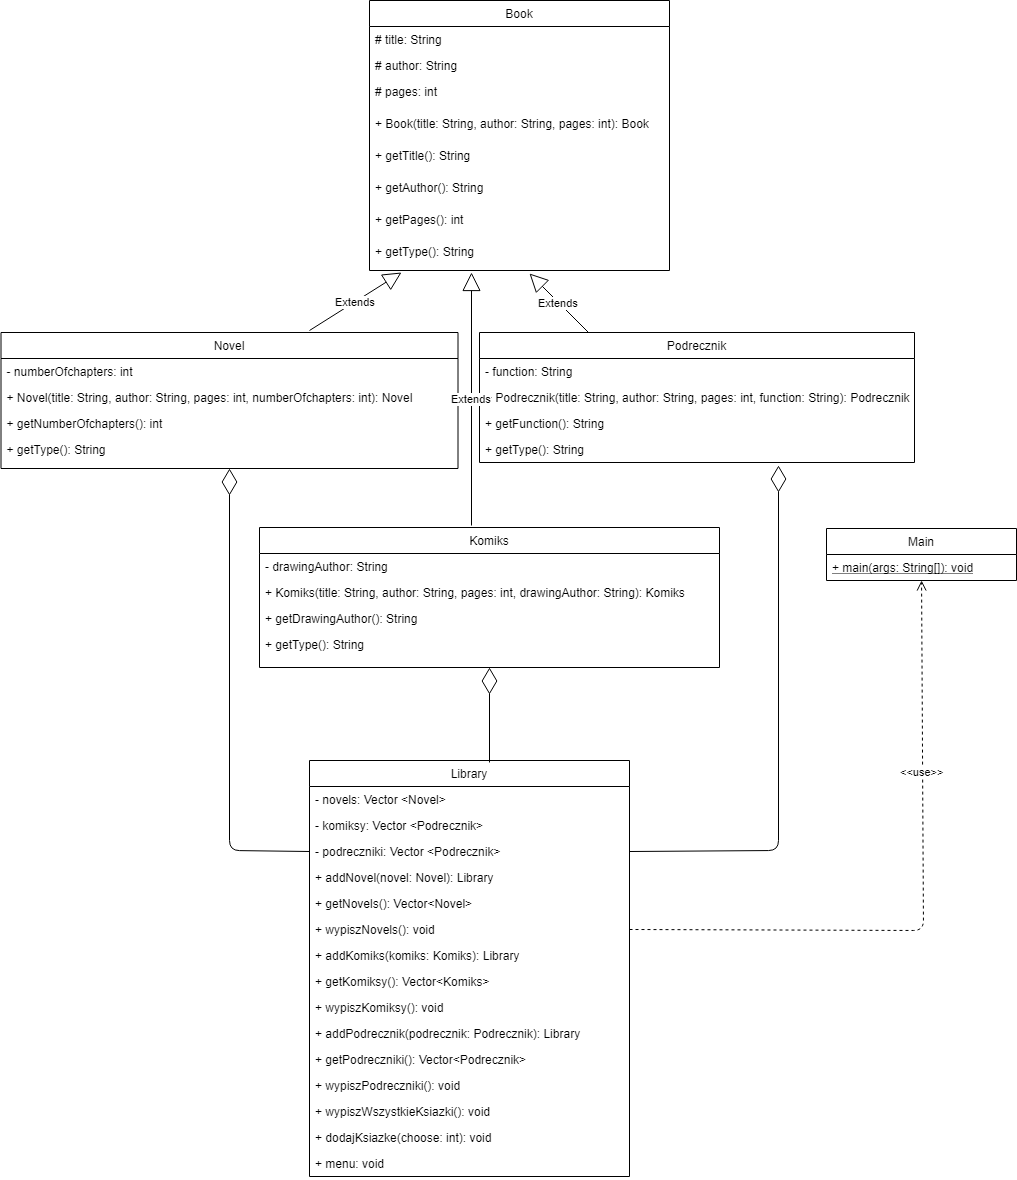 Book
# title: String
# author: String
# pages: int
+ Book(title: String, author: String, pages: int): Book
+ getTitle(): String
+ getAuthor(): String
+ getPages(): int
+ getType(): String
Extends
Extends
Extends
Novel
- numberOfchapters: int
+ Novel(title: String, author: String, pages: int, numberOfchapters: int): Novel
+ getNumberOfchapters(): int
+ getType(): String
Podrecznik
- function: String
Podrecznik(title: String, author: String, pages: int, function: String): Podrecznik
+ getFunction(): String
+ getType(): String
Komiks
- drawingAuthor: String
+ Komiks(title: String, author: String, pages: int, drawingAuthor: String): Komiks
+ getDrawingAuthor(): String
+ getType(): String
Main
+ main(args: String[]): void
<<use>>
Library
- novels: Vector <Novel>
- komiksy: Vector <Podrecznik>
- podreczniki: Vector <Podrecznik>
+ addNovel(novel: Novel): Library
+ getNovels(): Vector<Novel>
+ wypiszNovels(): void
+ addKomiks(komiks: Komiks): Library
+ getKomiksy(): Vector<Komiks>
+ wypiszKomiksy(): void
+ addPodrecznik(podrecznik: Podrecznik): Library
+ getPodreczniki(): Vector<Podrecznik>
+ wypiszPodreczniki(): void
+ wypiszWszystkieKsiazki(): void
+ dodajKsiazke(choose: int): void
+ menu: void